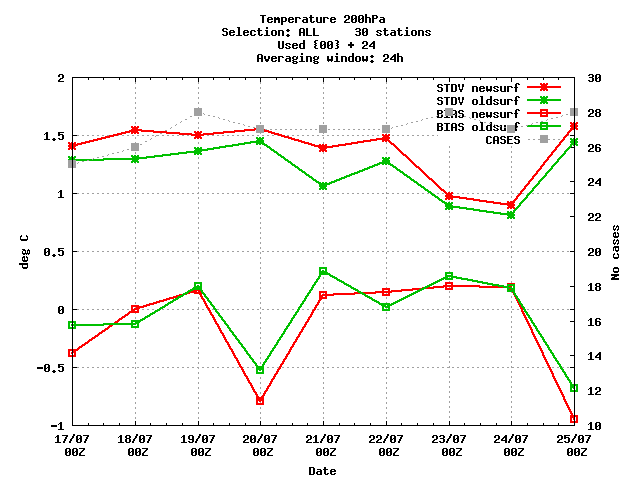 Temperature 200hPa
Selection: ALL 30 stations
Used {00} + 24
Averaging window: 24h
STDV newsurf
STDV oldsurf
BIAS newsurf
BIAS oldsurf
CASES
2
1.5
1
0.5
0
-0.5
-1
deg C
30
28
26
24
22
20
18
16
14
12
10
No cases
17/07 18/07 19/07 20/07 21/07 22/07 23/07 24/07 25/07
00Z 00Z 00Z 00Z 00Z 00Z 00Z 00Z 00Z
Date